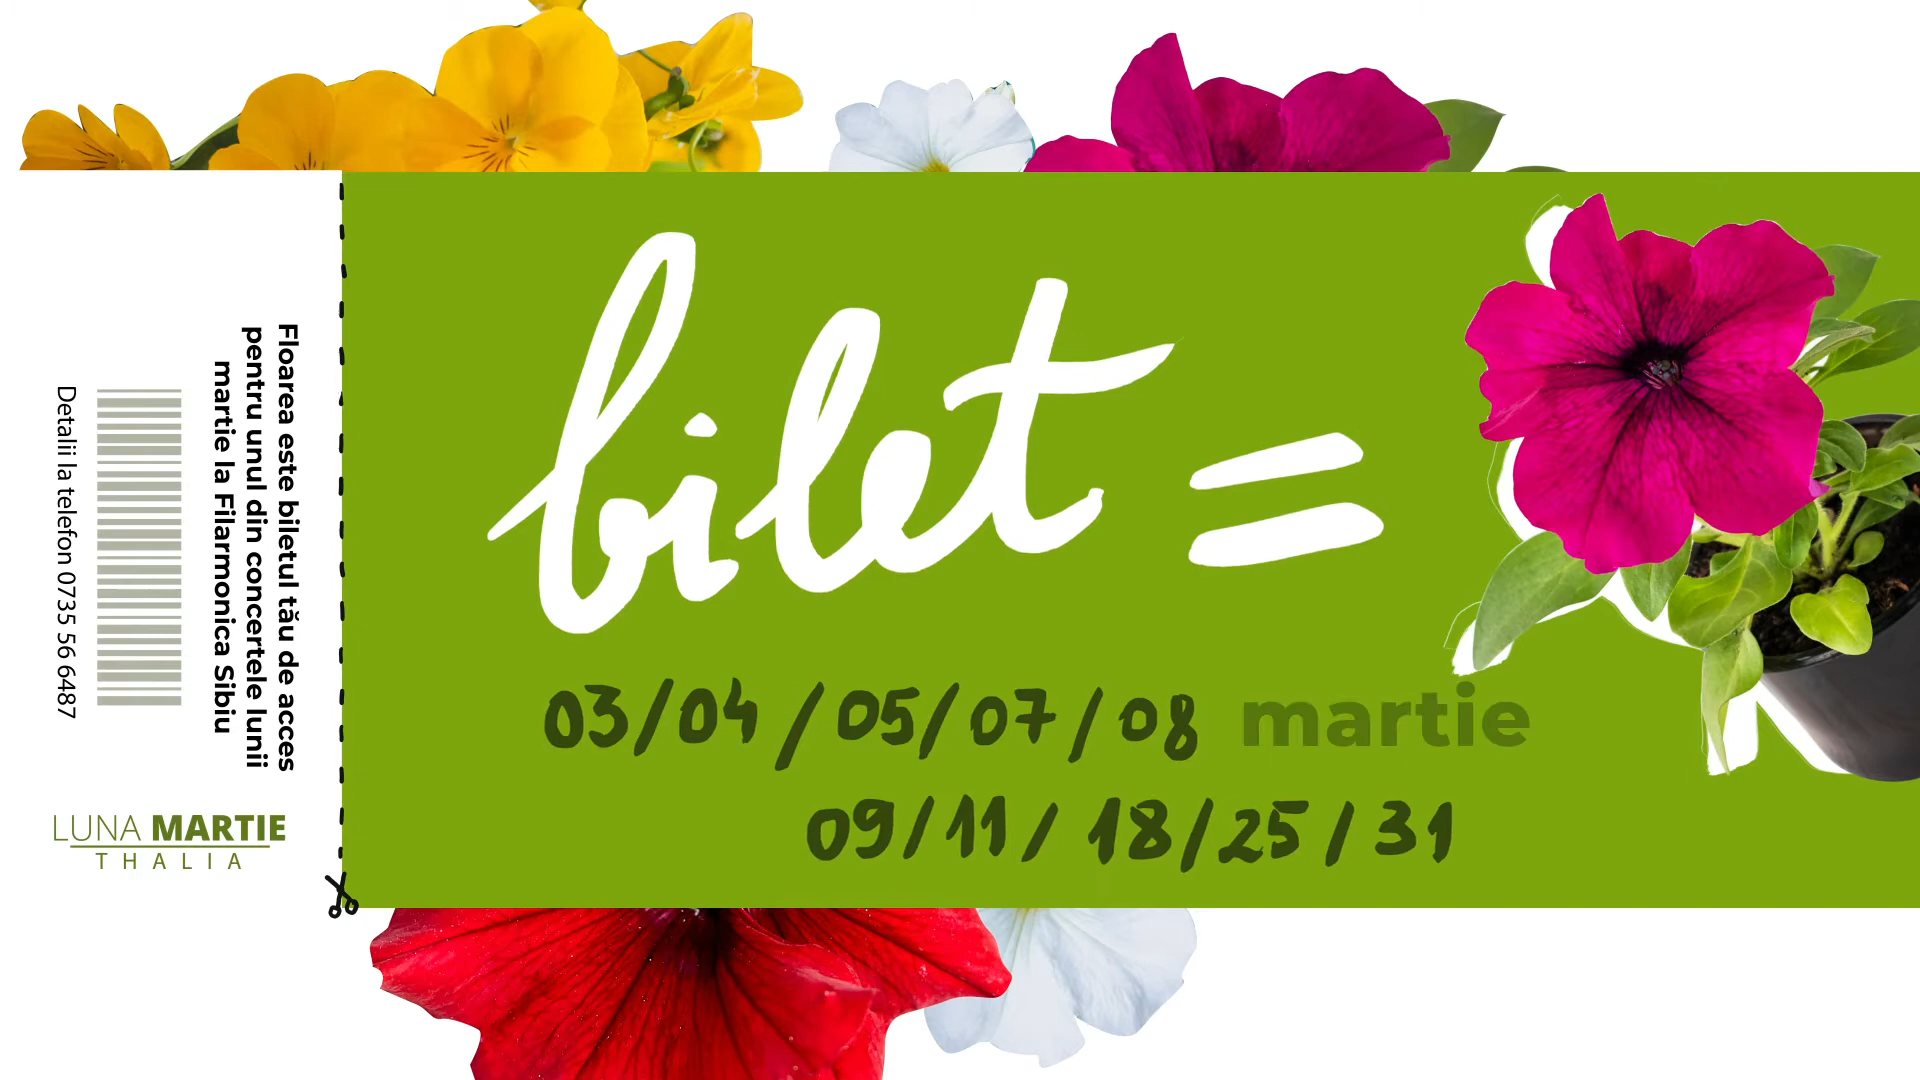 Floarea este biletul tău de acces
pentru unul din concertele lunii
martie la Filarmonica Sibiu
Detalii la telefon 0735 56 6487
LUNA MARTIE
THALIA
bilet =
03/04/05/07/08 martie
09/11/18/25/31